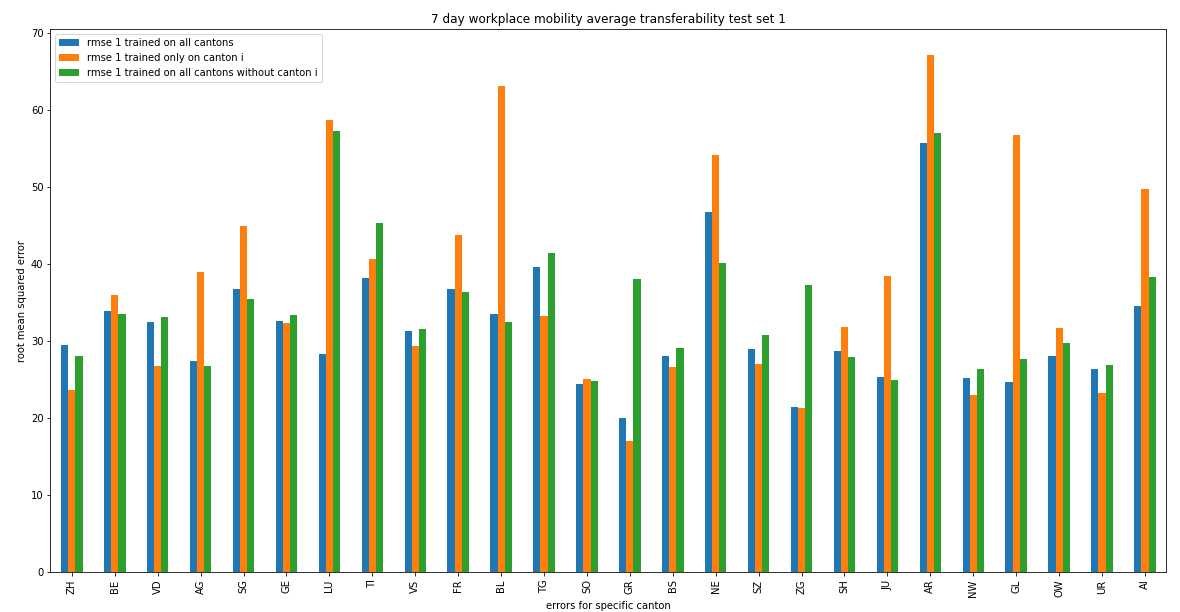 7 day workplace mobility average transferability test set 1
rmse 1 trained on all cantons
rmse 1 trained only on canton i
rmse 1 trained on all cantons without canton i
root mean squared error
70
60
50
40
30
20
10
0
ZH BE VD AG SG GE LU TI VS FR BL TG SO GR BS NE SZ ZG SH JU AR NW GL OW UR AI
errors for specific canton